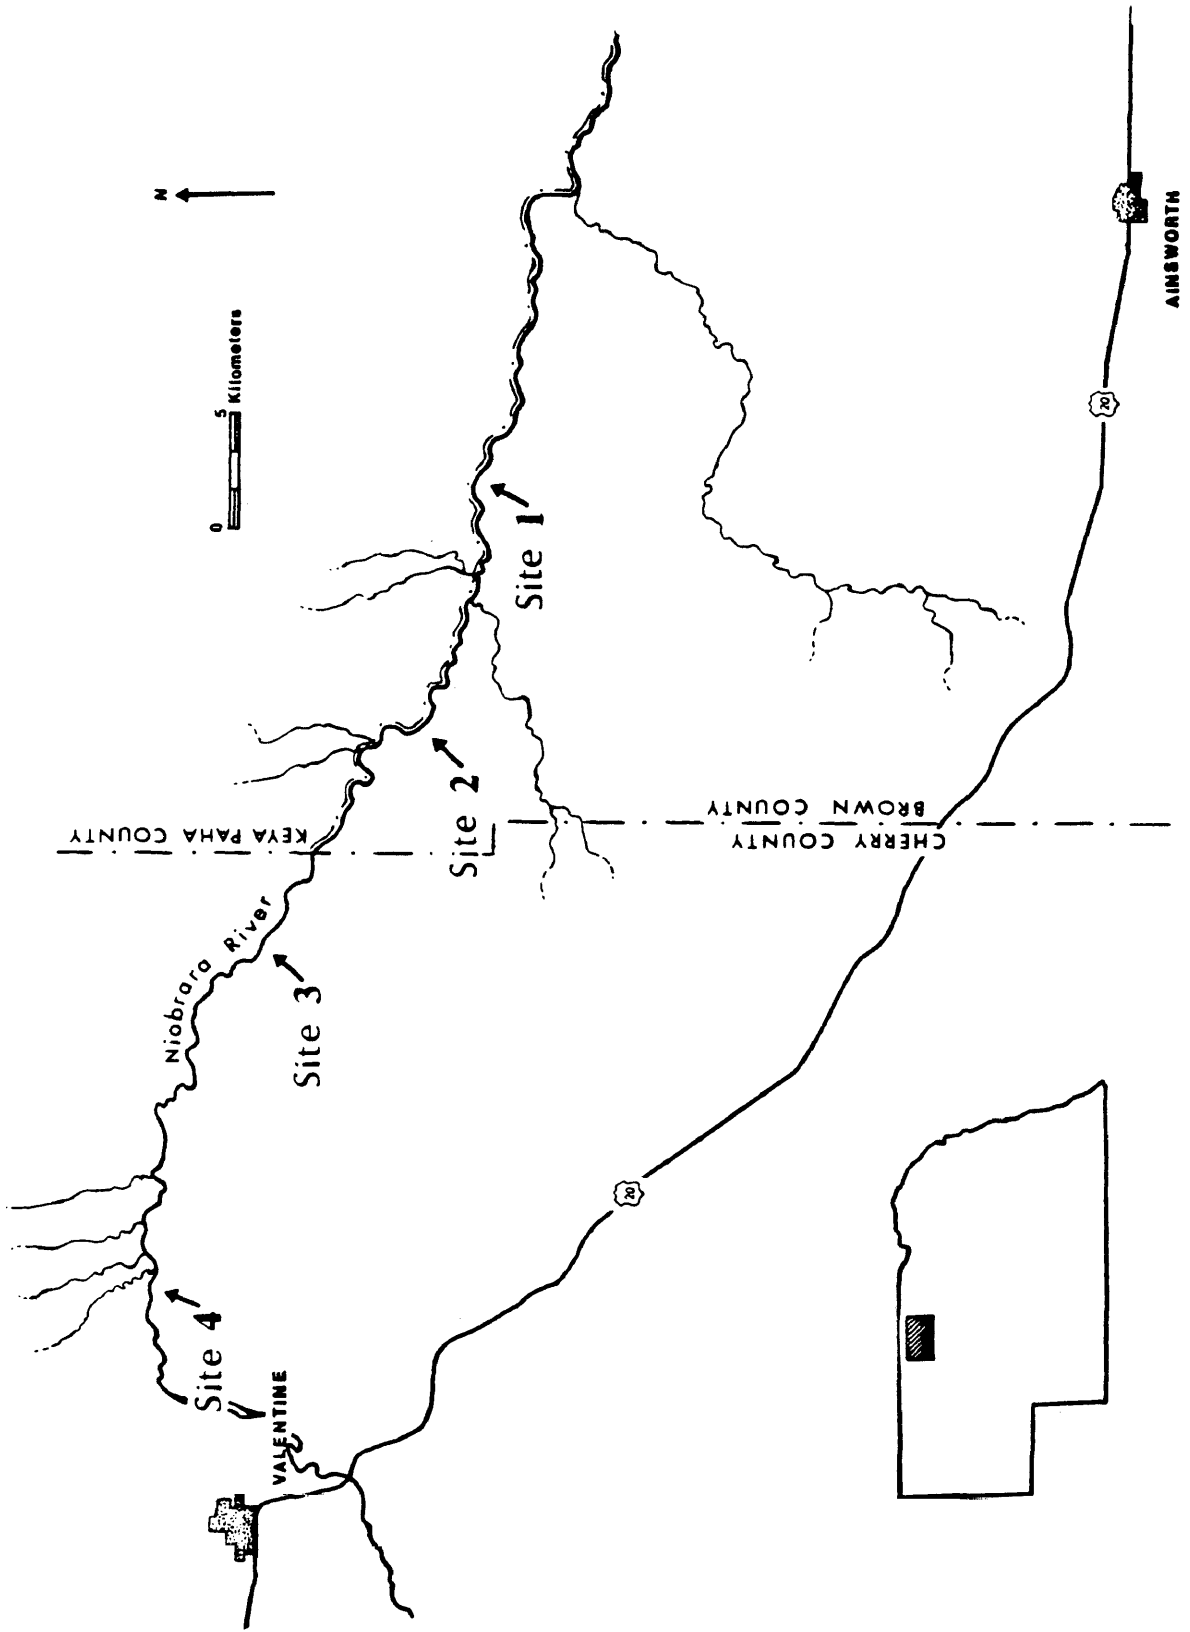 N
0 5 Kilometers
KEYA PAHA COUNTY
Niobrara River
Site 1
Site 2
Site 3
Site 4
VALENTINE
BROWN COUNTY
CHERRY COUNTY
20
20
AINSWORTH